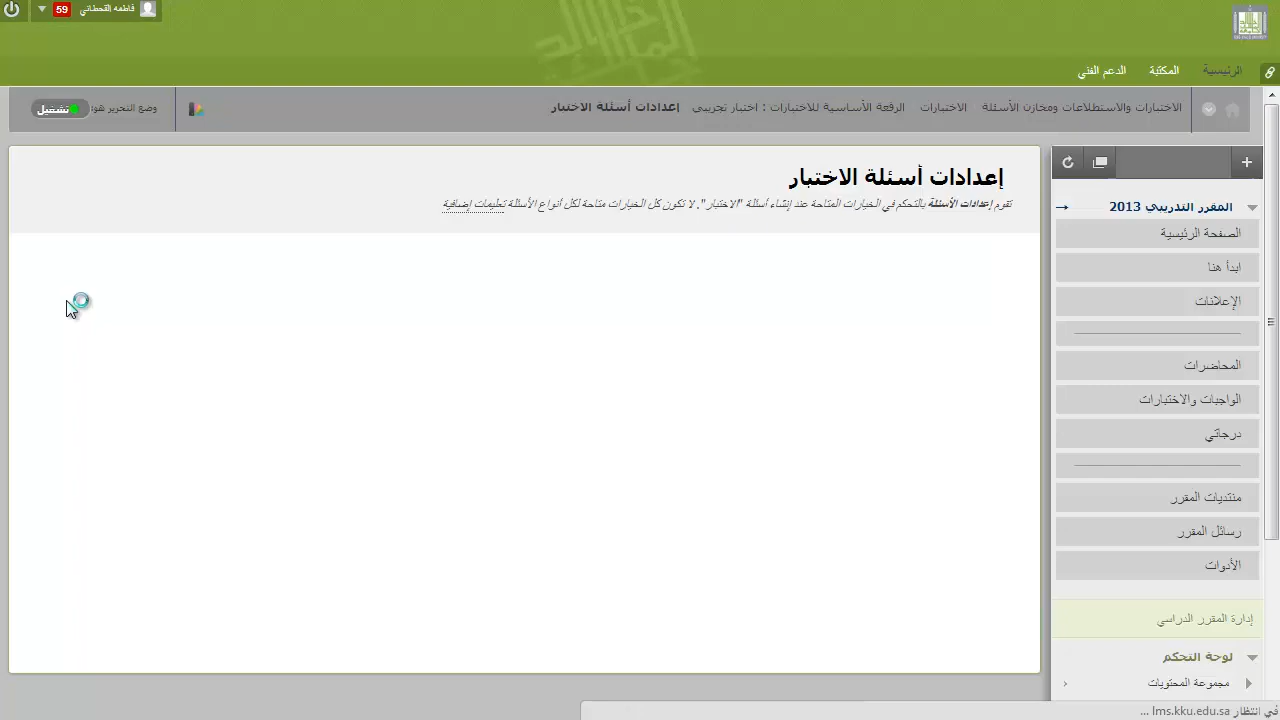 فاطمه القحطاني
59
الرئيسية
المكتبة
الدعم الفني
الاختبارات والاستطلاعات ومخازن الأسئلة
الاختبارات
الرقعة الأساسية للاختبارات : اختبار تجريبي
إعدادات أسئلة الاختبار
وضع التحرير هو:
تشغيل
إعدادات أسئلة الاختبار
تقوم إعدادات الأسئلة بالتحكم في الخيارات المتاحة عند إنشاء أسئلة "الاختبار". لا تكون كل الخيارات متاحة لكل أنواع الأسئلة تعليمات إضافية
المقرر التدريبي 2013
الصفحة الرئيسية
ابدأ هنا
الإعلانات
المحاضرات
الواجبات والاختبارات
درجاتي
منتديات المقرر
رسائل المقرر
الأدوات
إدارة المقرر الدراسي
لوحة التحكم
مجموعة المحتويات
في انتظار lms.kku.edu.sa ...